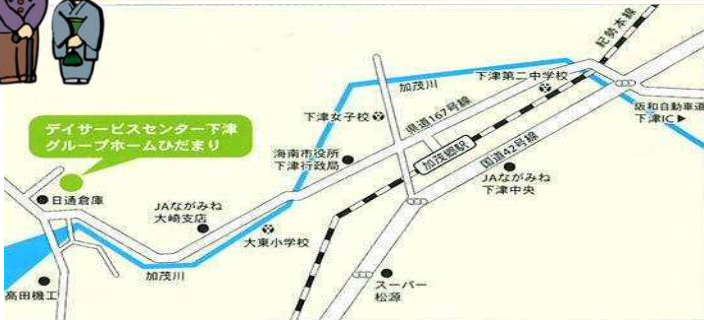 紀勢本線
加茂川
下津第二中学校
下津女子校
県道167号線
阪和自動車道
下津IC▶
デイサービスセンター下津
グループホームひだまり
海南市役所
下津行政局
加茂郷駅
国道42号線
JAながみね
下津中央
日通倉庫
JAながみね
大崎支店
大東小学校
加茂川
高田機工
スーパー
松源